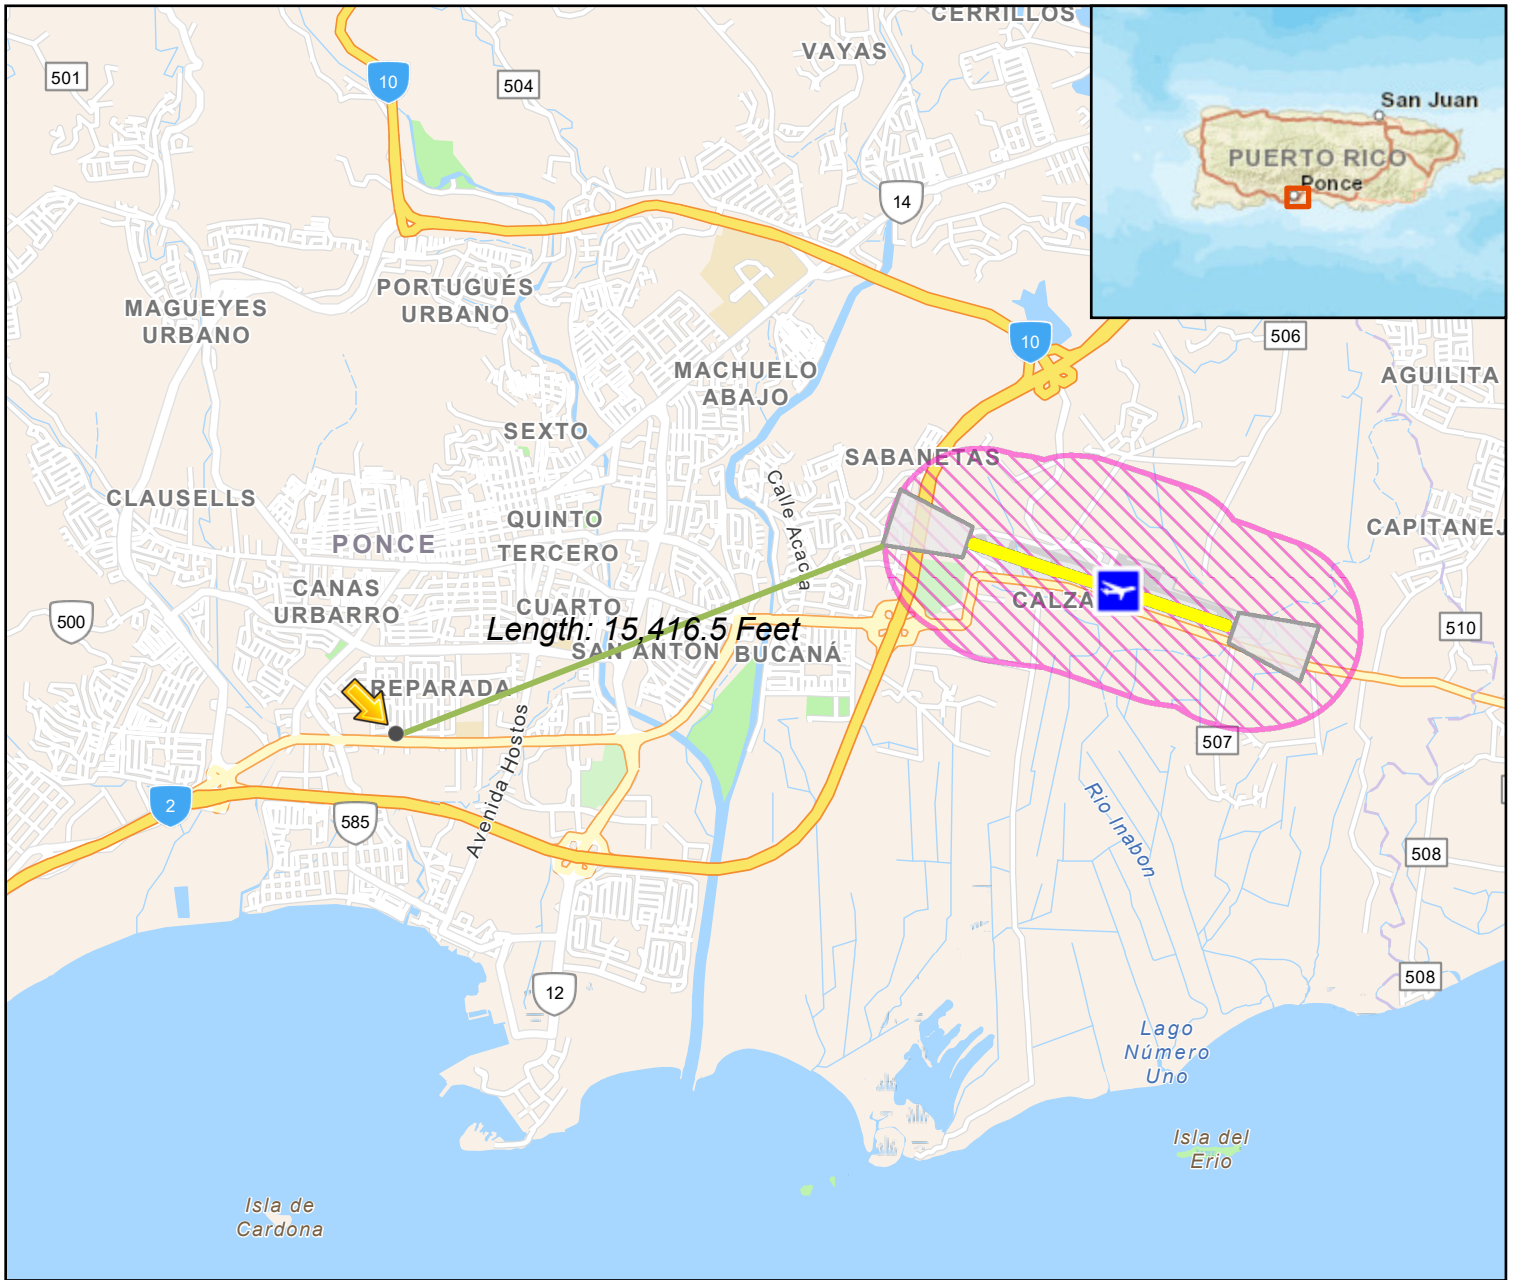 CERRILLOS
VAYAS
501
10
504
San Juan
PUERTO RICO
Ponce
14
MAGUEYES
URBANO
PORTUGUÉS
URBANO
10
506
MACHUELO
ABAJO
AGUILITA
SEXTO
SABANETAS
CLAUSELLS
Calle Acacia
QUINTO
CAPITANEJ
PONCE
TERCERO
CANAS
URBARRO
CUARTO
CALZA
500
Length: 15,416.5 Feet
510
SAN ANTON
BUCANÁ
REPARADA
Avenida Hostos
507
2
585
Rio Inabon
508
508
12
Lago
Número
Uno
Isla del
Erio
Isla de
Cardona